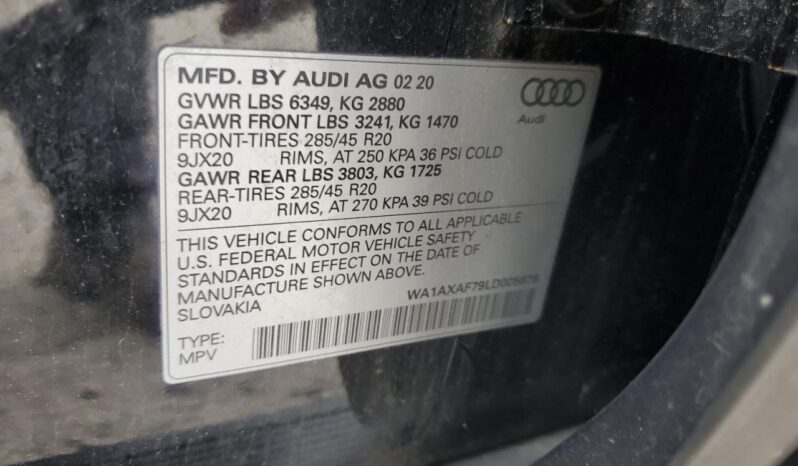 MFD. BY AUDI AG 02 20
Audi
GVWR LBS 6349, KG 2880
GAWR FRONT LBS 3241, KG 1470
FRONT-TIRES 285/45 R20
9JX20 RIMS, AT 250 KPA 36 PSI COLD
GAWR REAR LBS 3803, KG 1725
REAR-TIRES 285/45 R20
9JX20 RIMS, AT 270 KPA 39 PSI COLD
THIS VEHICLE CONFORMS TO ALL APPLICABLE
U.S. FEDERAL MOTOR VEHICLE SAFETY
STANDARDS IN EFFECT ON THE DATE OF
MANUFACTURE SHOWN ABOVE.
SLOVAKIA WA1AXAF79LD005876
TYPE:
MPV